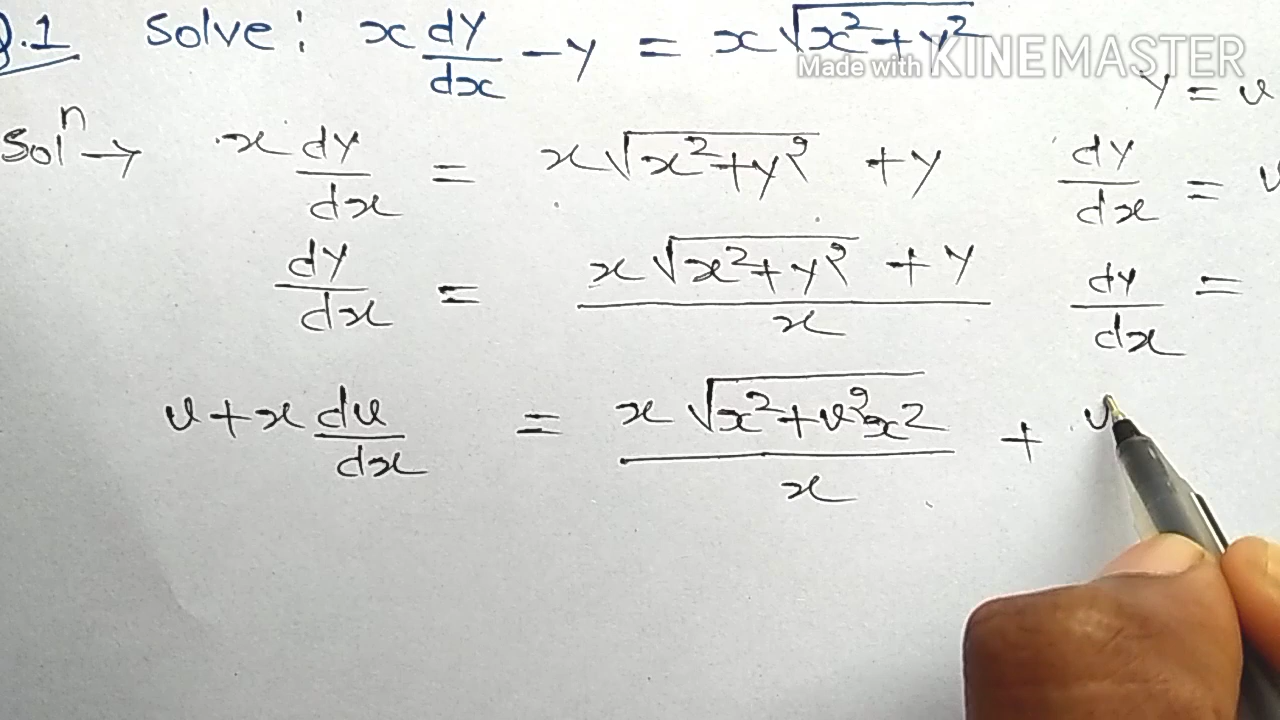 Q.1 Solve: x dy/dx - y = x√(x²+y²)
Made with KINEMASTER
y = v
Solⁿ → x dy/dx = x√(x²+y²) + y
dy/dx = v
dy/dx = (x√(x²+y²) + y)/x
dy/dx =
v + x dv/dx = x√(x²+v²x²)/x + v